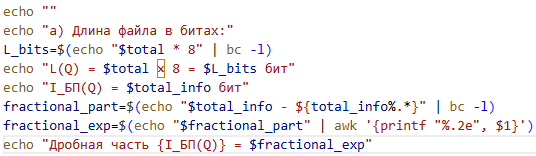 echo ""
echo "a) Длина файла в битах:"
L_bits=$(echo "$total * 8" | bc -l)
echo "L(Q) = $total x 8 = $L_bits бит"
echo "I_БП(Q) = $total_info бит"
fractional_part=$(echo "$total_info - ${total_info%.*}" | bc -l)
fractional_exp=$(echo "$fractional_part" | awk '{printf "%.2e", $1}')
echo "Дробная часть {I_БП(Q)} = $fractional_exp"